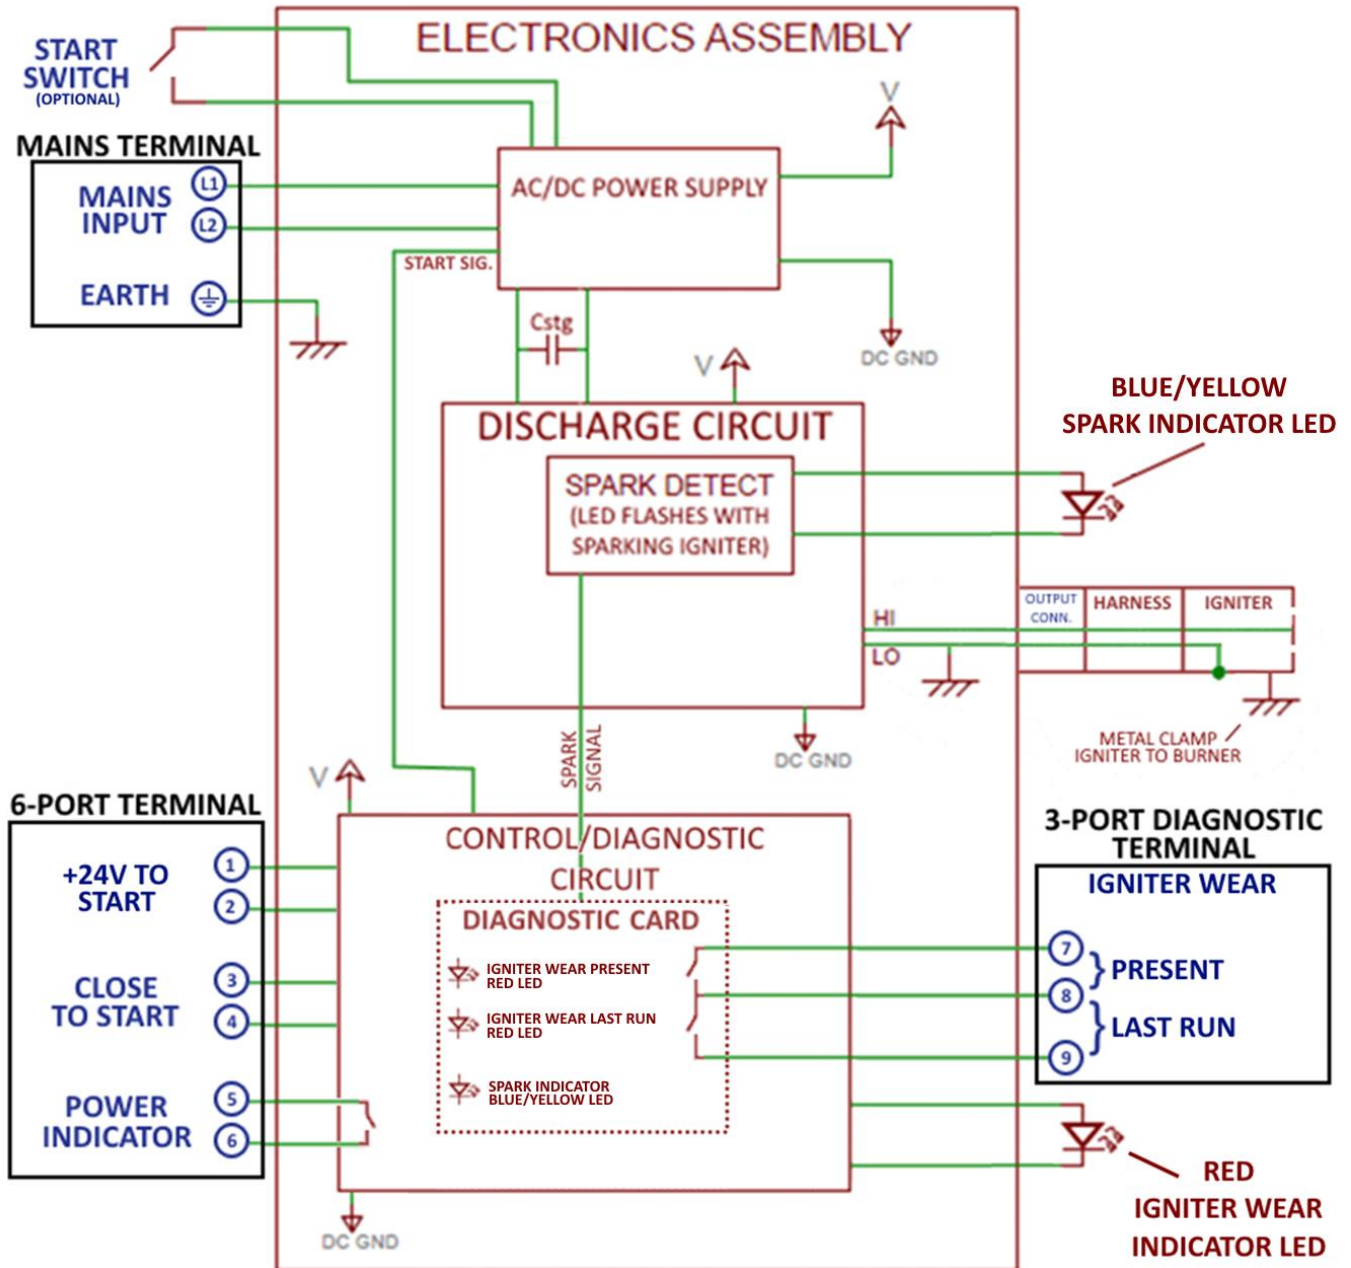 ELECTRONICS ASSEMBLY
START
SWITCH
(OPTIONAL)
MAINS TERMINAL
MAINS
INPUT
L1
L2
EARTH
V
AC/DC POWER SUPPLY
START SIG.
Cstg
DC GND
V
DISCHARGE CIRCUIT
SPARK DETECT
(LED FLASHES WITH
SPARKING IGNITER)
BLUE/YELLOW
SPARK INDICATOR LED
HI
LO
OUTPUT
CONN.
HARNESS
IGNITER
METAL CLAMP
IGNITER TO BURNER
DC GND
SPARK
SIGNAL
V
6-PORT TERMINAL
+24V TO
START
1
2
CLOSE
TO START
3
4
POWER
INDICATOR
5
6
CONTROL/DIAGNOSTIC
CIRCUIT
DIAGNOSTIC CARD
IGNITER WEAR PRESENT
RED LED
IGNITER WEAR LAST RUN
RED LED
SPARK INDICATOR
BLUE/YELLOW LED
DC GND
3-PORT DIAGNOSTIC
TERMINAL
IGNITER WEAR
7
8
9
PRESENT
LAST RUN
RED
IGNITER WEAR
INDICATOR LED